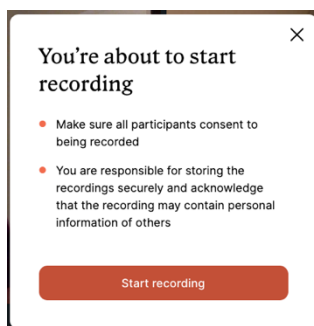 You’re about to start
recording
Make sure all participants consent to
being recorded
You are responsible for storing the
recordings securely and acknowledge
that the recording may contain personal
information of others
Start recording